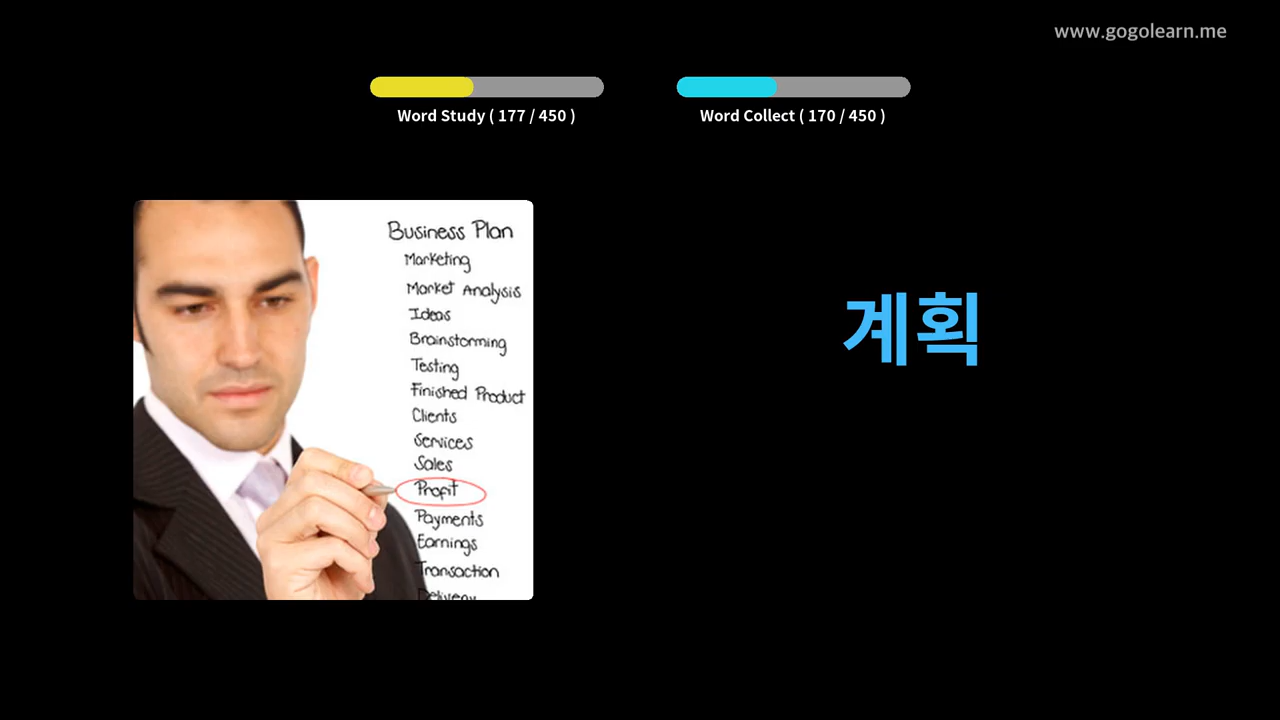 www.gogolearn.me
Word Study ( 177 / 450 )
Word Collect ( 170 / 450 )
Business Plan
Marketing
Market Analysis
Ideas
Brainstorming
Testing
Finished Product
Clients
Services
Sales
Profit
Payments
Earnings
Transaction
Delivery
계획